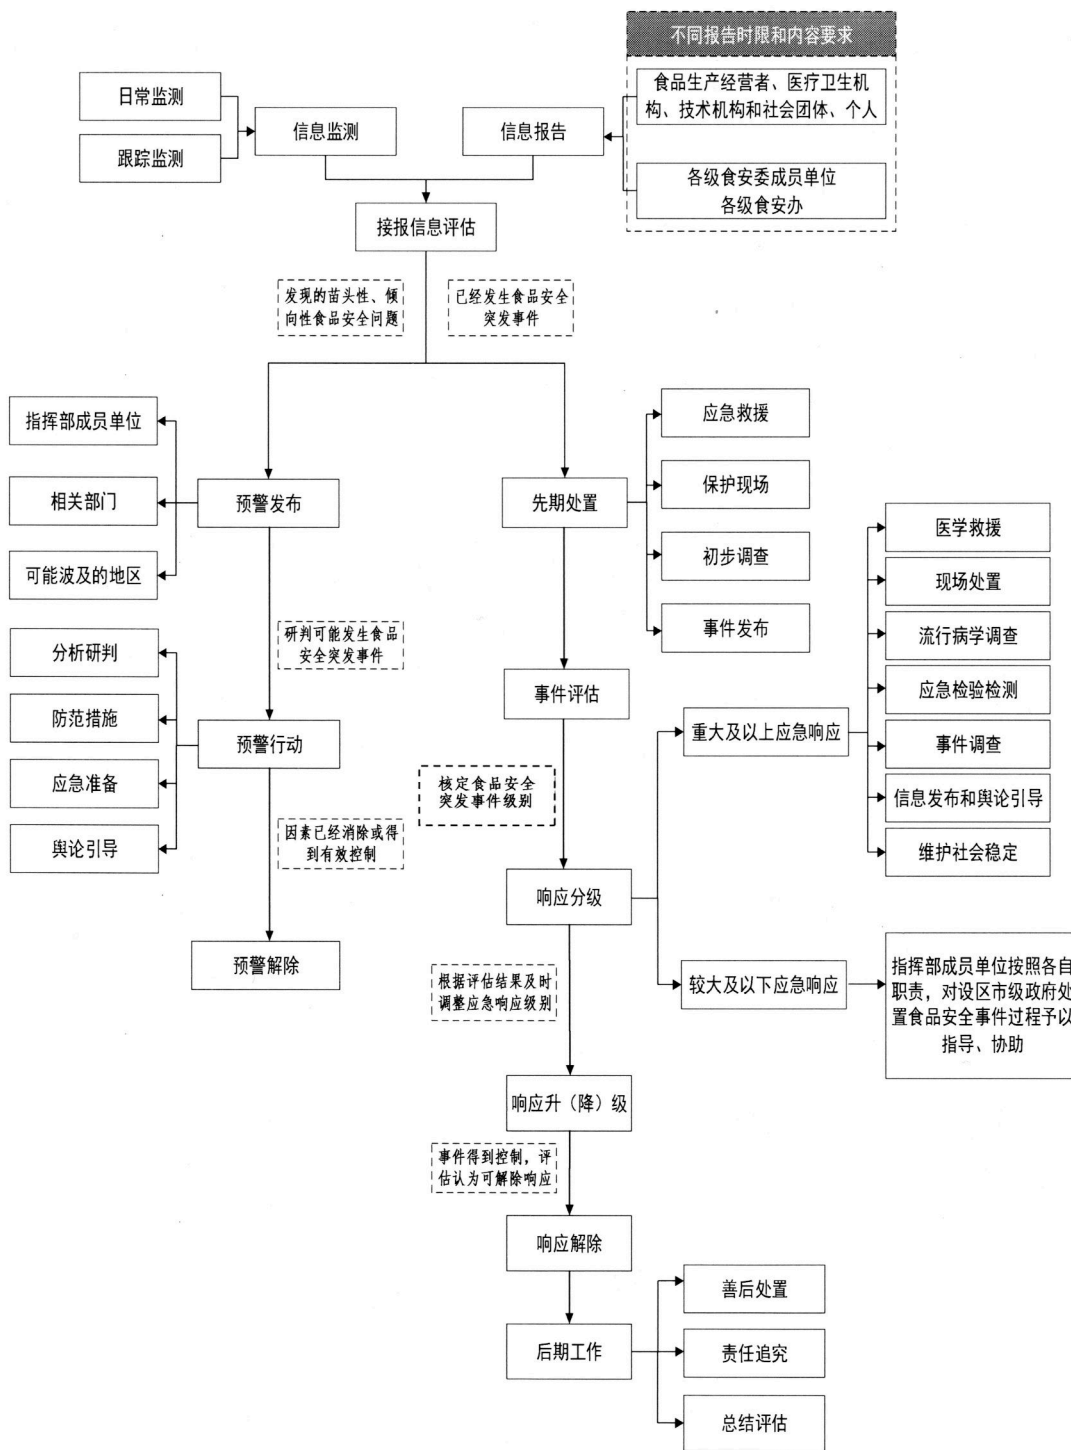 不同报告时限和内容要求
食品生产经营者、医疗卫生机
构、技术机构和社会团体、个人
各级食安委成员单位
各级食安办
日常监测
跟踪监测
信息监测
信息报告
接报信息评估
发现的苗头性、倾
向性食品安全问题
已经发生食品安全
突发事件
指挥部成员单位
相关部门
可能波及的地区
预警发布
研判可能发生食品
安全突发事件
分析研判
防范措施
应急准备
舆论引导
预警行动
因素已经消除或得
到有效控制
预警解除
先期处置
应急救援
保护现场
初步调查
事件发布
事件评估
核定食品安全
突发事件级别
响应分级
重大及以上应急响应
医学救援
现场处置
流行病学调查
应急检验检测
事件调查
信息发布和舆论引导
维护社会稳定
较大及以下应急响应
指挥部成员单位按照各自
职责，对设区市级政府处
置食品安全事件过程予以
指导、协助
根据评估结果及时
调整应急响应级别
响应升（降）级
事件得到控制，评
估认为可解除响应
响应解除
后期工作
善后处置
责任追究
总结评估